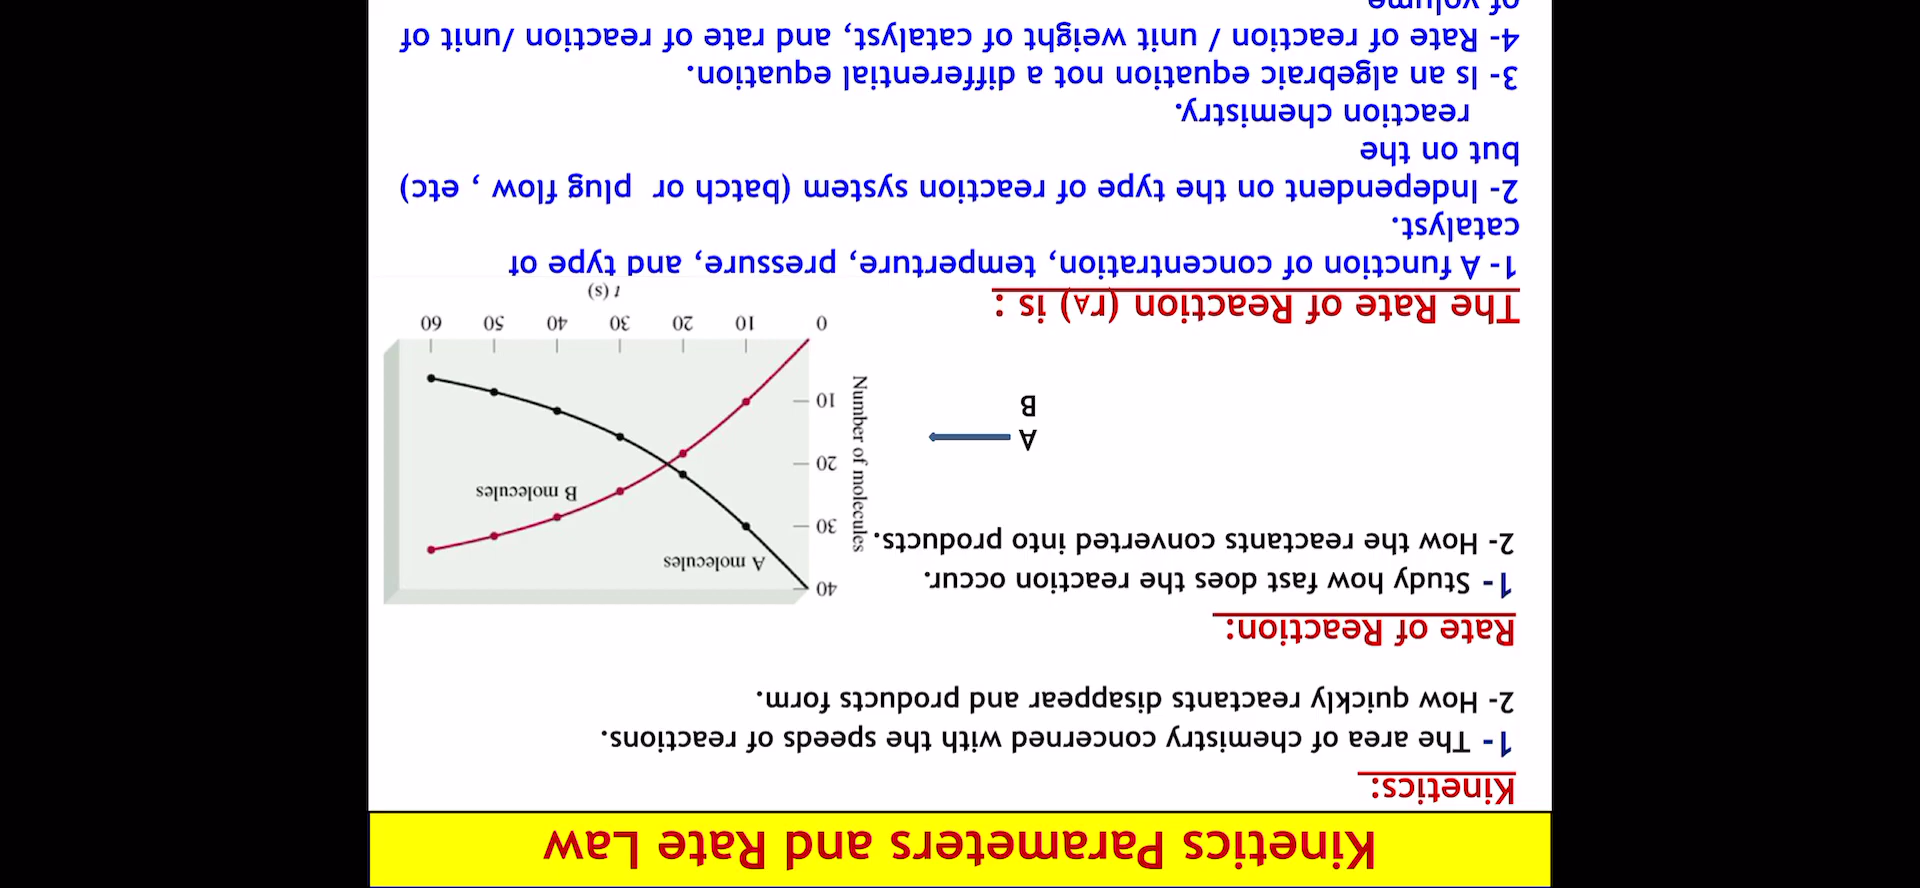 Kinetics Parameters and Rate Law
Kinetics:
1- The area of chemistry concerned with the speeds of reactions.
2- How quickly reactants disappear and products form.
Rate of Reaction:
1- Study how fast does the reaction occur.
2- How the reactants converted into products.
A
B
40
30
20
10
0
10
20
30
40
50
60
Number of molecules
t (s)
A molecules
B molecules
The Rate of Reaction (rA) is :
1- A function of concentration, temperture, pressure, and type of
catalyst.
2- Independent on the type of reaction system (batch or plug flow , etc)
but on the
reaction chemistry.
3- Is an algebraic equation not a differential equation.
4- Rate of reaction / unit weight of catalyst, and rate of reaction /unit of
of volume